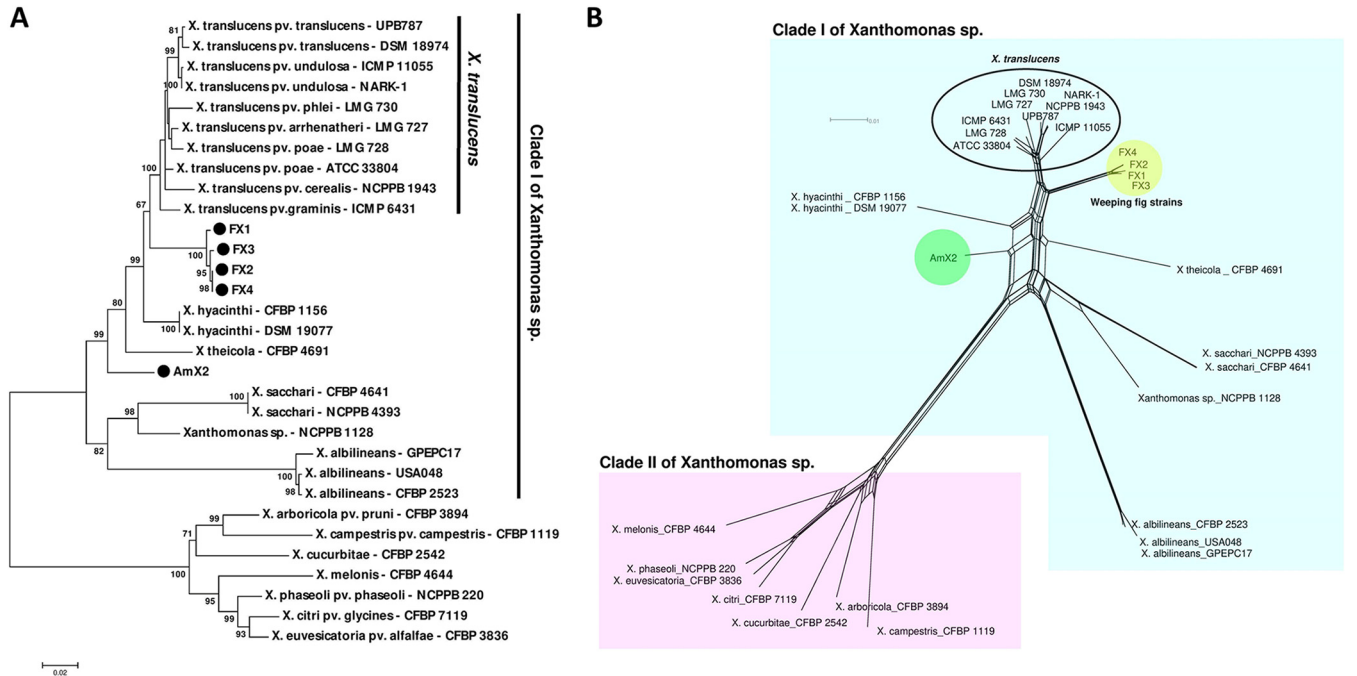 A
X. translucens pv. translucens - UPB787
X. translucens pv. translucens - DSM 18974
X. translucens pv. undulosa - ICMP 11055
X. translucens pv. undulosa - NARK-1
X. translucens pv. phlei - LMG 730
X. translucens pv. arrhenatheri - LMG 727
X. translucens pv. poae - LMG 728
X. translucens pv. poae - ATCC 33804
X. translucens pv. cerealis - NCPPB 1943
X. translucens pv.graminis - ICMP 6431
FX1
FX3
FX2
FX4
X. hyacinthi - CFBP 1156
X. hyacinthi - DSM 19077
X theicola - CFBP 4691
AmX2
X. sacchari - CFBP 4641
X. sacchari - NCPPB 4393
Xanthomonas sp. - NCPPB 1128
X. albilineans - GPEPC17
X. albilineans - USA048
X. albilineans - CFBP 2523
X. arboricola pv. pruni - CFBP 3894
X. campestris pv. campestris - CFBP 1119
X. cucurbitae - CFBP 2542
X. melonis - CFBP 4644
X. phaseoli pv. phaseoli - NCPPB 220
X. citri pv. glycines - CFBP 7119
X. euvesicatoria pv. alfalfae - CFBP 3836
81
99
100
100
67
100
95
98
99
100
80
99
100
98
82
100
98
99
71
100
95
99
93
0.02
X. translucens
Clade I of Xanthomonas sp.
B
Clade I of Xanthomonas sp.
X. translucens
DSM 18974
LMG 730
NARK-1
LMG 727
NCPPB 1943
UPB787
ICMP 6431
ICMP 11055
LMG 728
ATCC 33804
0.01
FX4
FX2
FX1
FX3
Weeping fig strains
X. hyacinthi _ CFBP 1156
X. hyacinthi _ DSM 19077
AmX2
X theicola _ CFBP 4691
X. sacchari_NCPPB 4393
X. sacchari_CFBP 4641
Xanthomonas sp._NCPPB 1128
X. albilineans_CFBP 2523
X. albilineans_USA048
X. albilineans_GPEPC17
Clade II of Xanthomonas sp.
X. melonis_CFBP 4644
X. phaseoli_NCPPB 220
X. euvesicatoria_CFBP 3836
X. citri_CFBP 7119
X. arboricola_CFBP 3894
X. cucurbitae_CFBP 2542
X. campestris_CFBP 1119